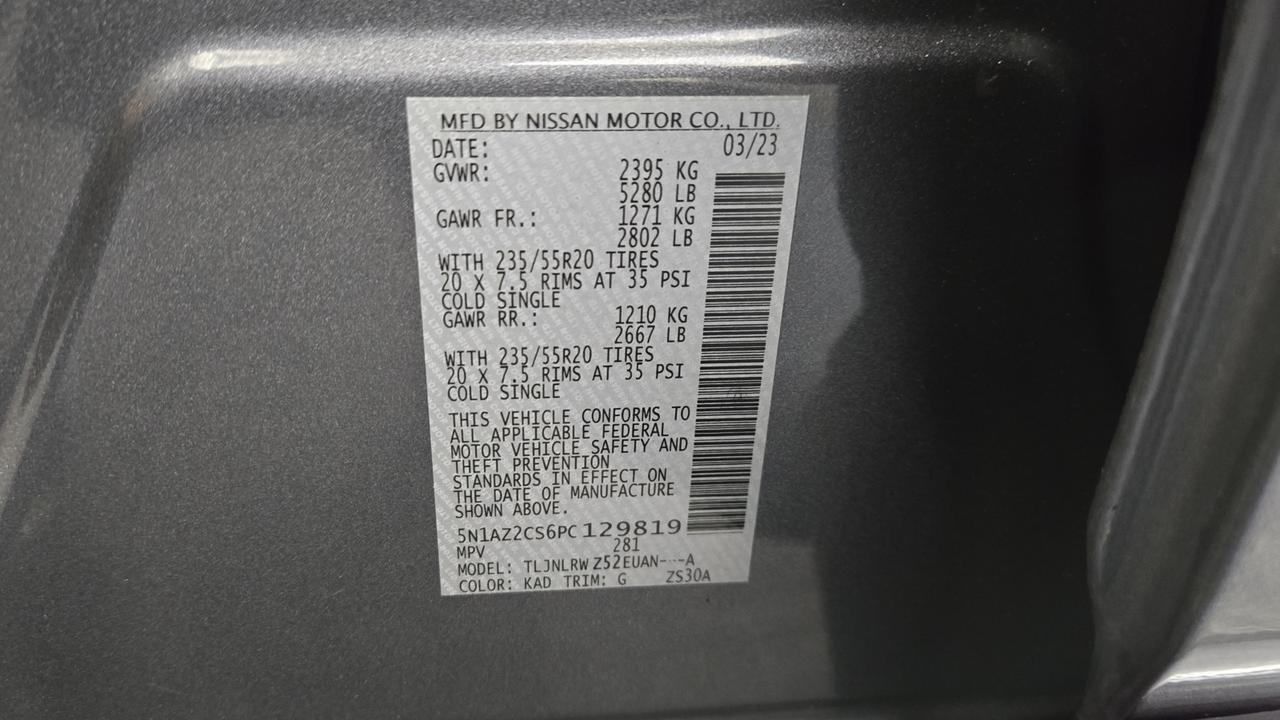 MFD BY NISSAN MOTOR CO., LTD.
DATE: 03/23
GVWR: 2395 KG
5280 LB
GAWR FR.: 1271 KG
2802 LB
WITH 235/55R20 TIRES
20 X 7.5 RIMS AT 35 PSI
COLD SINGLE
GAWR RR.: 1210 KG
2667 LB
WITH 235/55R20 TIRES
20 X 7.5 RIMS AT 35 PSI
COLD SINGLE
THIS VEHICLE CONFORMS TO
ALL APPLICABLE FEDERAL
MOTOR VEHICLE SAFETY AND
THEFT PREVENTION
STANDARDS IN EFFECT ON
THE DATE OF MANUFACTURE
SHOWN ABOVE.
5N1AZ2CS6PC129819
MPV 281
MODEL: TLJNLRW Z52EUAN----A
COLOR: KAD TRIM: G ZS30A